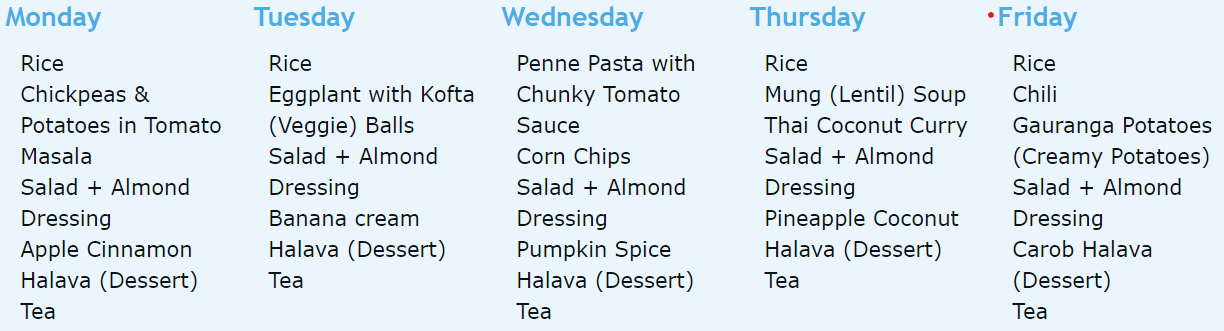 Monday
Rice
Chickpeas &
Potatoes in Tomato
Masala
Salad + Almond
Dressing
Apple Cinnamon
Halava (Dessert)
Tea
Tuesday
Rice
Eggplant with Kofta
(Veggie) Balls
Salad + Almond
Dressing
Banana cream
Halava (Dessert)
Tea
Wednesday
Penne Pasta with
Chunky Tomato
Sauce
Corn Chips
Salad + Almond
Dressing
Pumpkin Spice
Halava (Dessert)
Tea
Thursday
Rice
Mung (Lentil) Soup
Thai Coconut Curry
Salad + Almond
Dressing
Pineapple Coconut
Halava (Dessert)
Tea
Friday
Rice
Chili
Gauranga Potatoes
(Creamy Potatoes)
Salad + Almond
Dressing
Carob Halava
(Dessert)
Tea